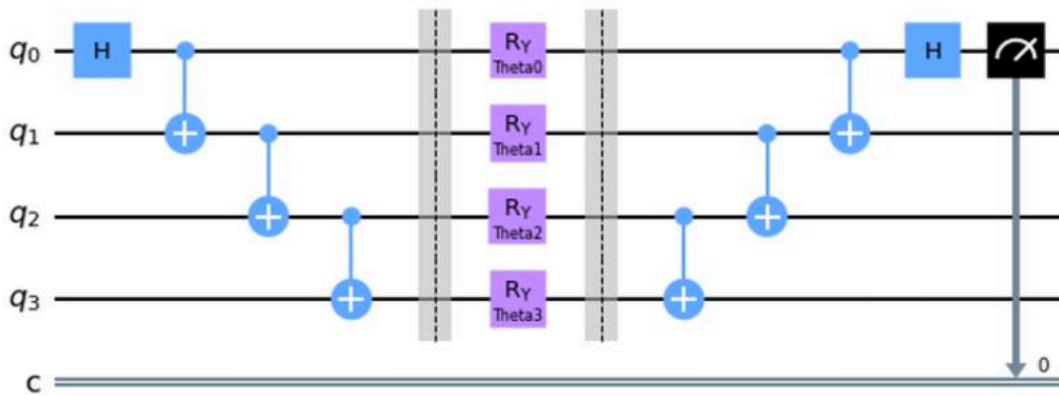 q0 H H
RY
Theta0
q1 RY
Theta1
q2 RY
Theta2
q3 RY
Theta3
0
c